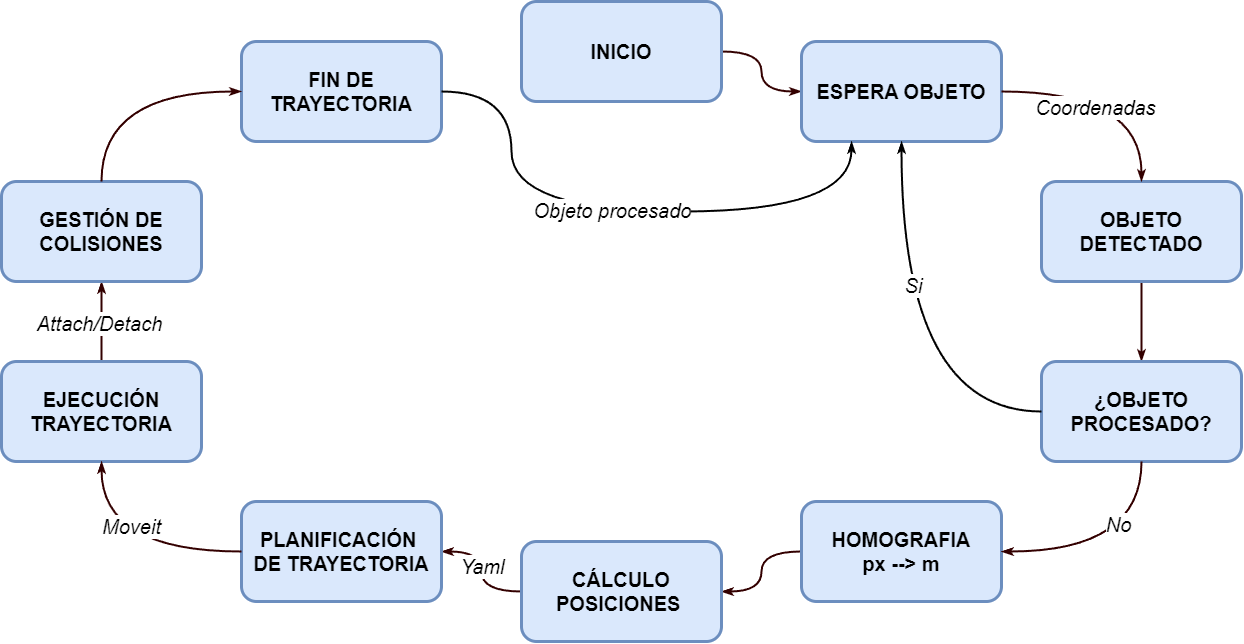 INICIO
ESPERA OBJETO
Coordenadas
OBJETO
DETECTADO
¿OBJETO
PROCESADO?
Si
No
HOMOGRAFIA
px --> m
CÁLCULO
POSICIONES
Yaml
PLANIFICACIÓN
DE TRAYECTORIA
Moveit
EJECUCIÓN
TRAYECTORIA
Attach/Detach
GESTIÓN DE
COLISIONES
FIN DE
TRAYECTORIA
Objeto procesado